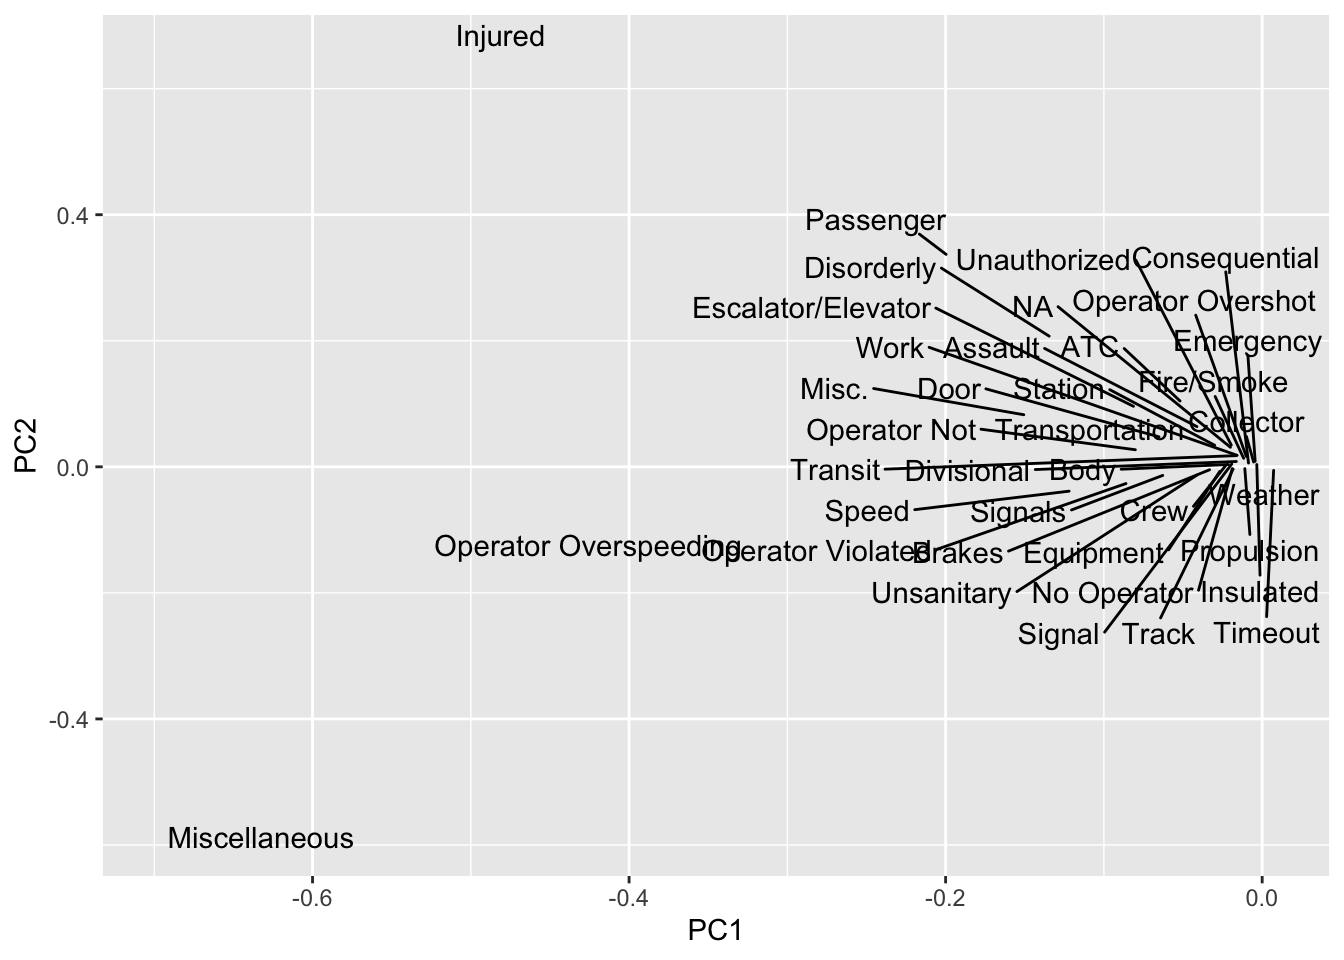 Injured
0.4
Passenger
Unauthorized Consequential
Disorderly
Escalator/Elevator NA Operator Overshot
Work Assault ATC Emergency
Misc. Door Station Fire/Smoke
Operator Not Transportation Collector
PC2
0.0
Transit Divisional Body
Weather
Speed Signals Crew
Operator Overspeeding Operator Violated Brakes Equipment Propulsion
Unsanitary No Operator Insulated
Signal Track Timeout
-0.4
Miscellaneous
-0.6 -0.4 -0.2 0.0
PC1